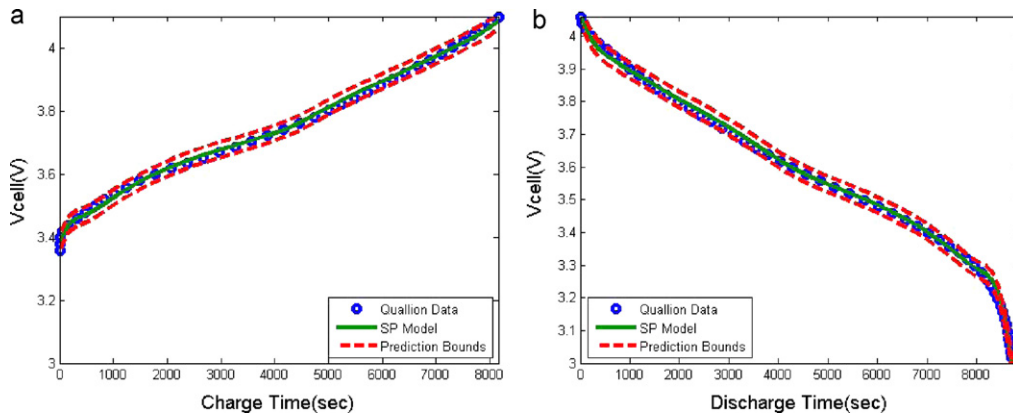 a
4
3.8
3.6
3.4
3.2
3
Vcell(V)
0 1000 2000 3000 4000 5000 6000 7000 8000
Charge Time(sec)
Quallion Data
SP Model
Prediction Bounds
b
4
3.9
3.8
3.7
3.6
3.5
3.4
3.3
3.2
3.1
3
Vcell(V)
0 1000 2000 3000 4000 5000 6000 7000 8000
Discharge Time(sec)
Quallion Data
SP Model
Prediction Bounds